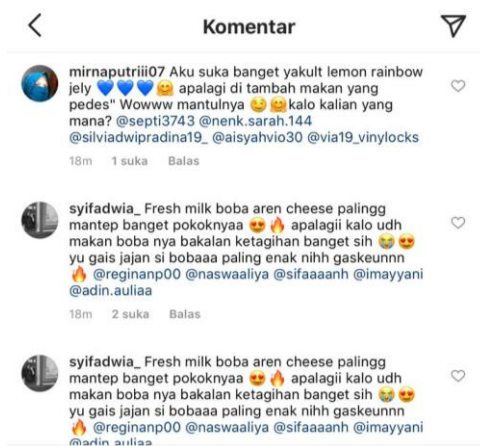 Komentar
mirnaputriii07 Aku suka banget yakult lemon rainbow
jely 💙💙💙🤗 apalagi di tambah makan yang
pedes" Wowww mantulnya 😋🤗kalo kalian yang
mana? @septi3743 @nenk.sarah.144
@silviadwipradina19_ @aisyahvio30 @via19_vinylocks
18m 1 suka Balas
syifadwia_ Fresh milk boba aren cheese palingg
mantep banget pokoknyaa 😍🔥 apalagii kalo udh
makan boba nya bakalan ketagihan banget sih 😭😍
yu gais jajan si bobaaa paling enak nihh gaskeunnn
🔥 @reginanp00 @naswaaliya @sifaaaanh @imayyani
@adin.auliaa
18m 2 suka Balas
syifadwia_ Fresh milk boba aren cheese palingg
mantep banget pokoknyaa 😍🔥 apalagii kalo udh
makan boba nya bakalan ketagihan banget sih 😭😍
yu gais jajan si bobaaa paling enak nihh gaskeunnn
🔥 @reginanp00 @naswaaliya @sifaaaanh @imayyani
@adin.auliaa